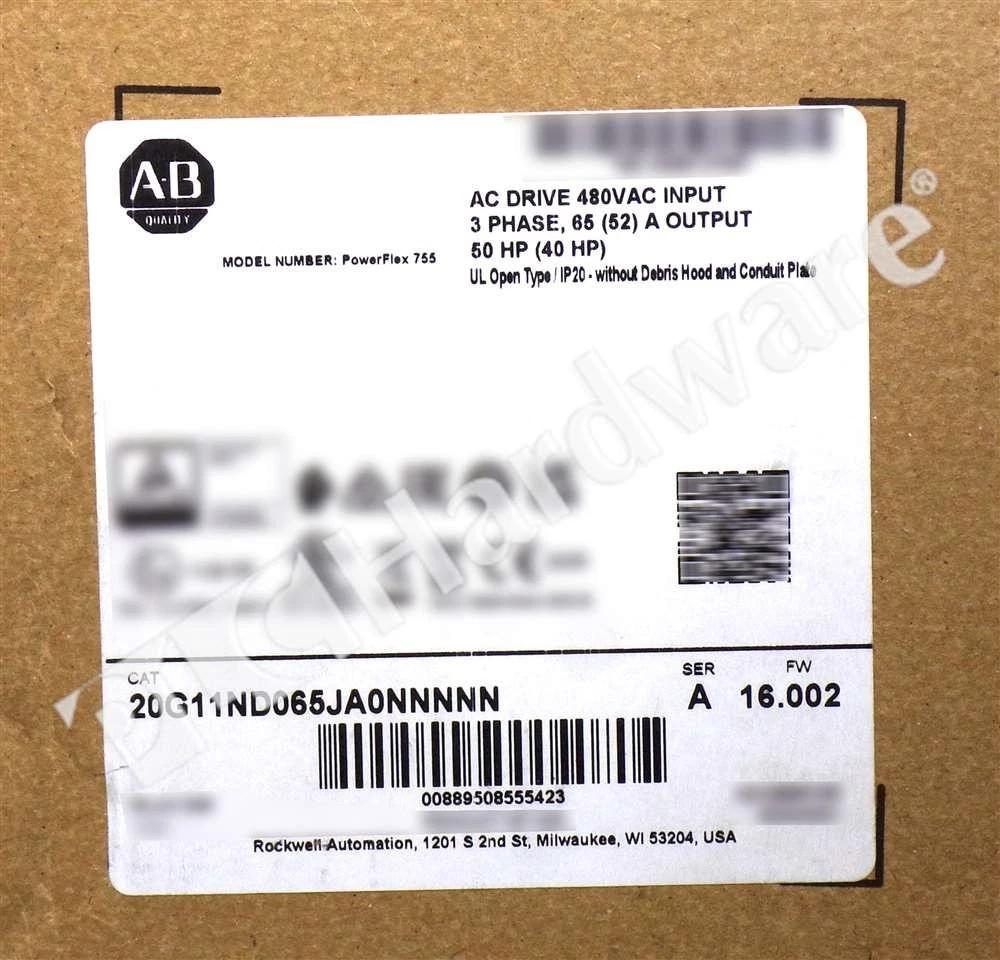 A-B
QUALITY
AC DRIVE 480VAC INPUT
3 PHASE, 65 (52) A OUTPUT
50 HP (40 HP)
UL Open Type / IP20 - without Debris Hood and Conduit Plate
MODEL NUMBER: PowerFlex 755
PLCHardware®
CAT
20G11ND065JA0NNNNN
SER
A
FW
16.002
00889508555423
Rockwell Automation, 1201 S 2nd St, Milwaukee, WI 53204, USA